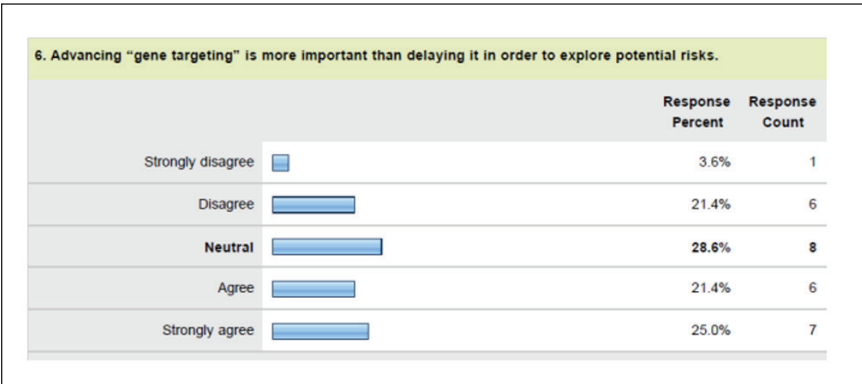 6. Advancing “gene targeting” is more important than delaying it in order to explore potential risks.
Response Percent Response Count
Strongly disagree 3.6% 1
Disagree 21.4% 6
Neutral 28.6% 8
Agree 21.4% 6
Strongly agree 25.0% 7